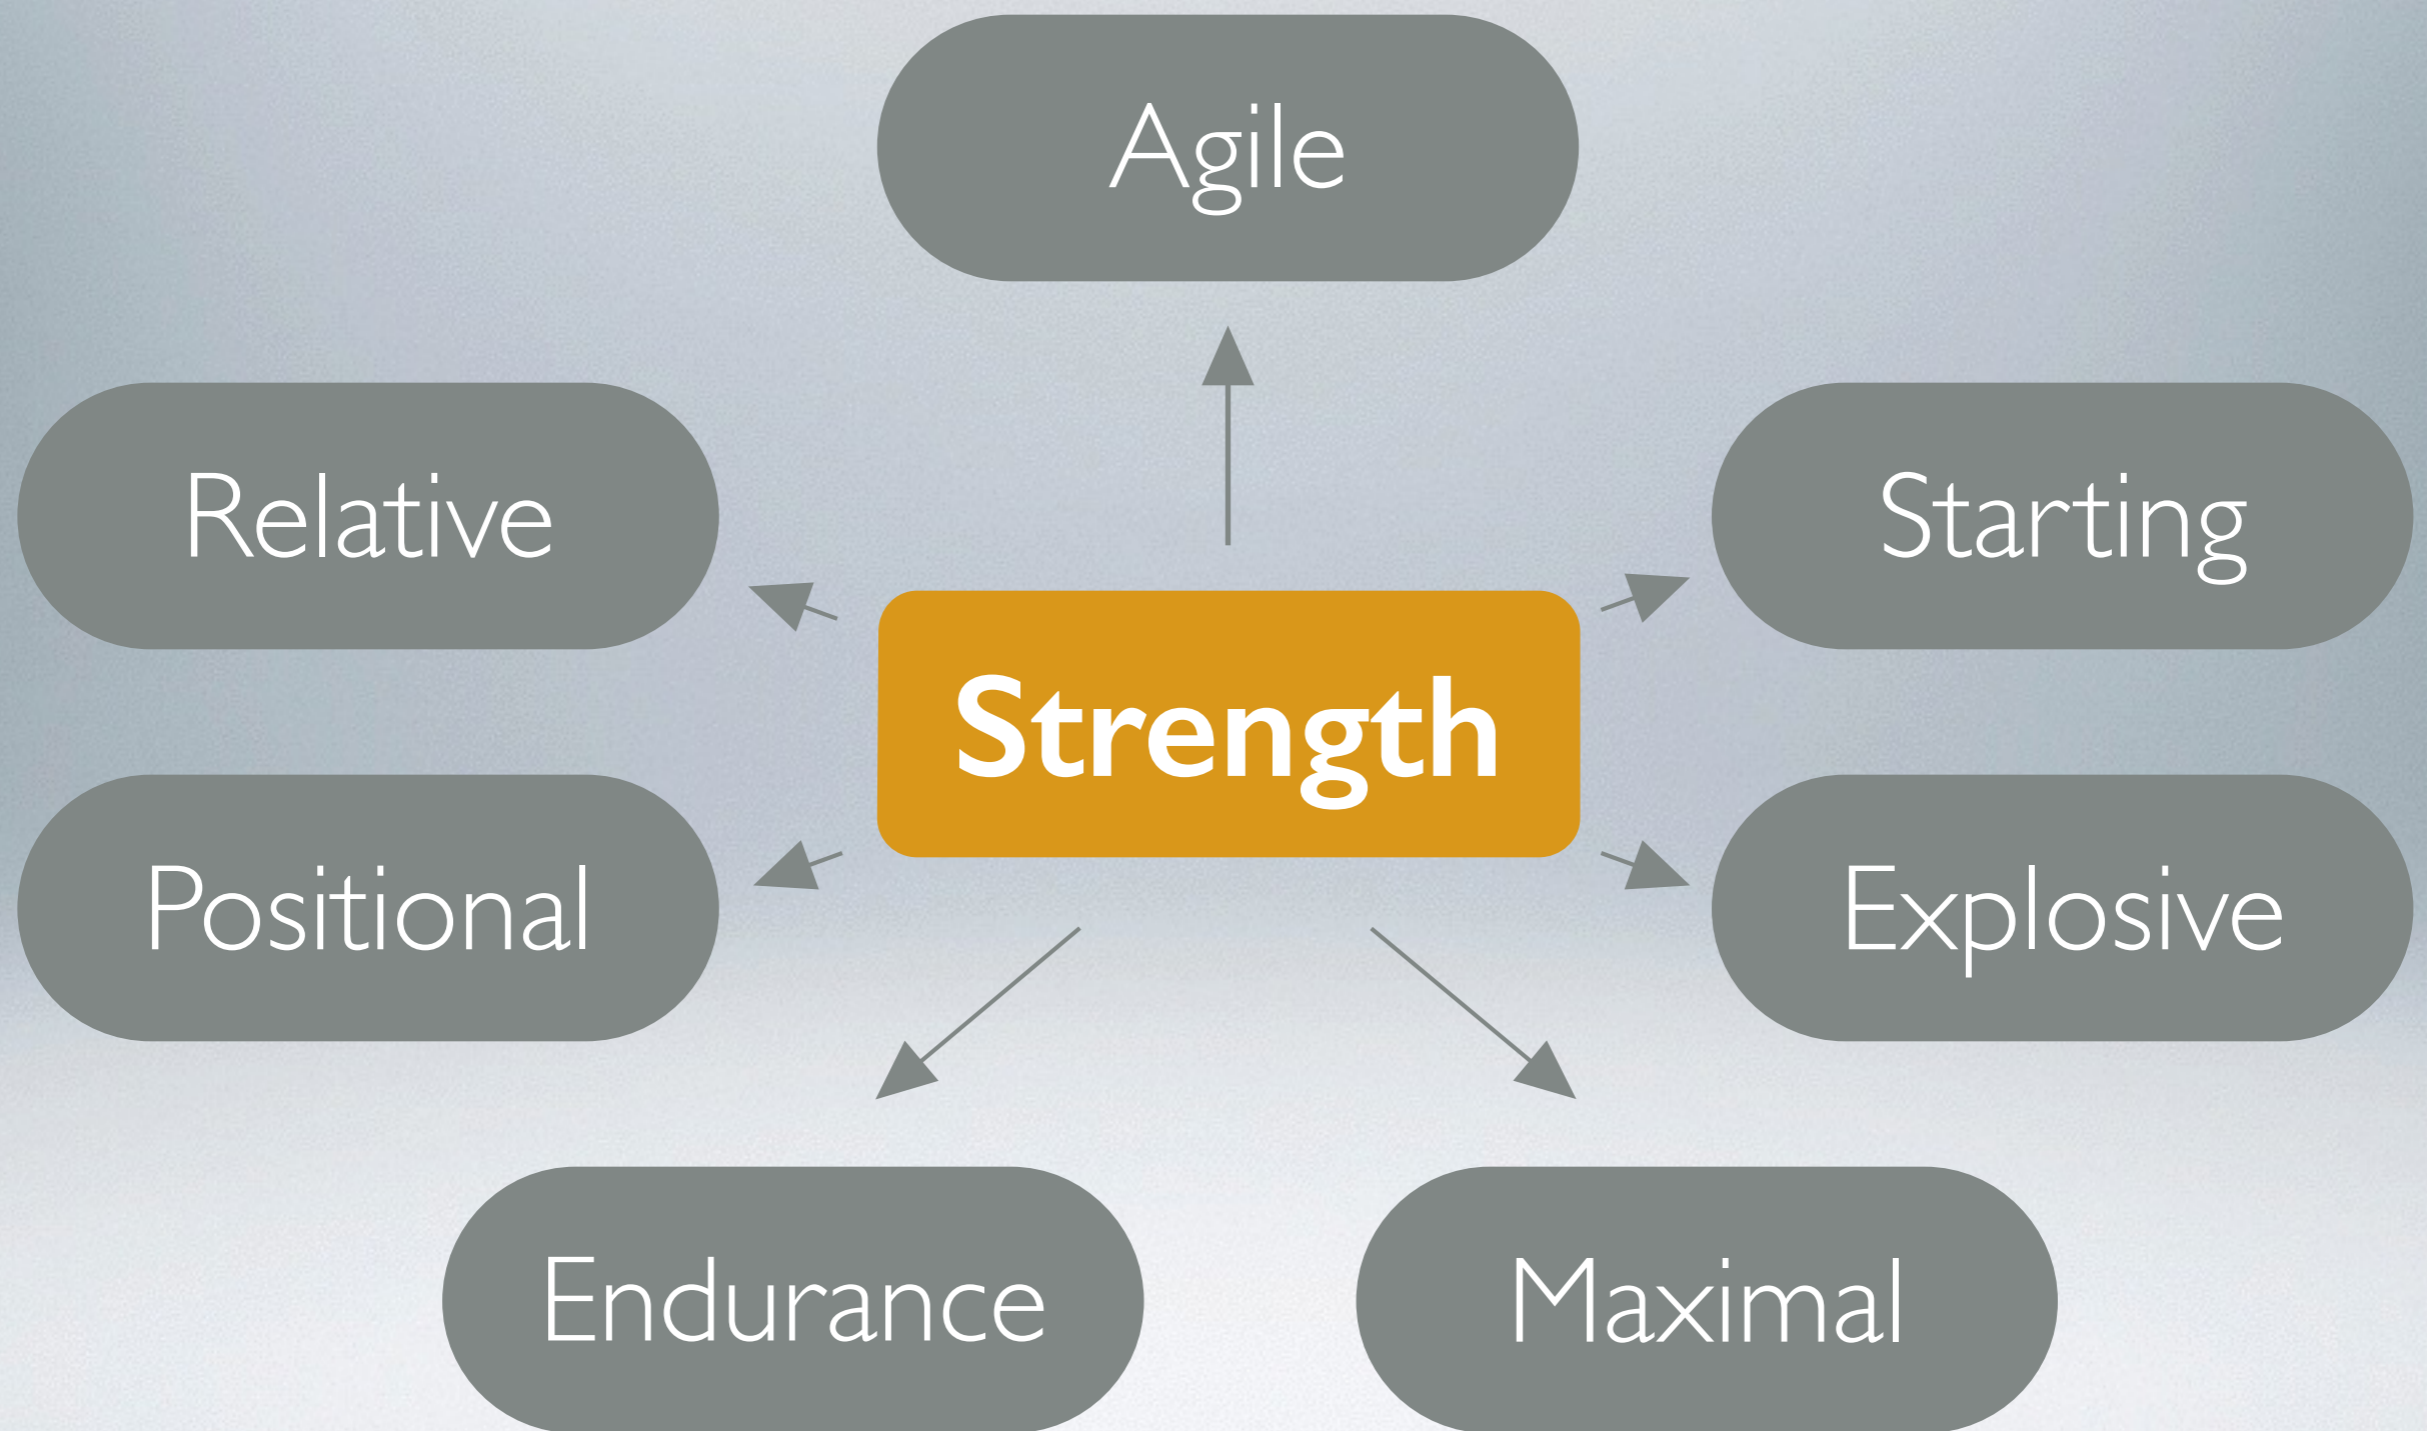 Agile
Relative
Starting
Strength
Positional
Explosive
Endurance
Maximal